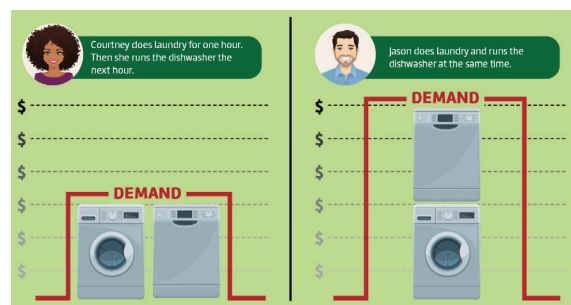 Courtney does laundry for one hour.
Then she runs the dishwasher the
next hour.
$
$
$
DEMAND
$
$
$
Jason does laundry and runs the
dishwasher at the same time.
$ DEMAND
$
$
$
$
$